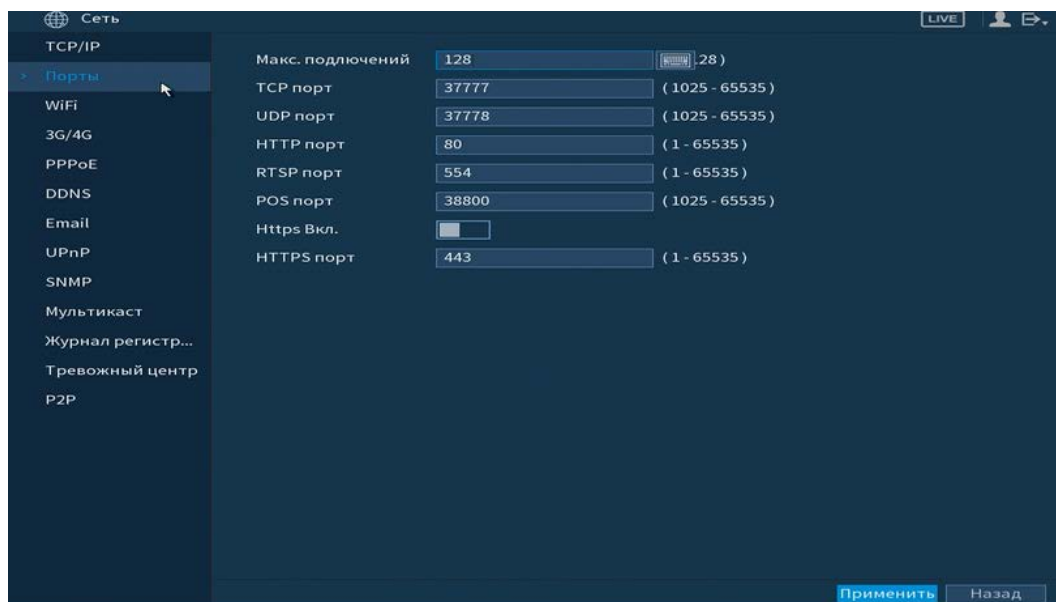 Сеть
LIVE
TCP/IP
Порты
WiFi
3G/4G
PPPoE
DDNS
Email
UPnP
SNMP
Мультикаст
Журнал регистр...
Тревожный центр
P2P
Макс. подлючений 128 28 )
TCP порт 37777 ( 1025 - 65535 )
UDP порт 37778 ( 1025 - 65535 )
HTTP порт 80 ( 1 - 65535 )
RTSP порт 554 ( 1 - 65535 )
POS порт 38800 ( 1025 - 65535 )
Https Вкл.
HTTPS порт 443 ( 1 - 65535 )
Применить Назад